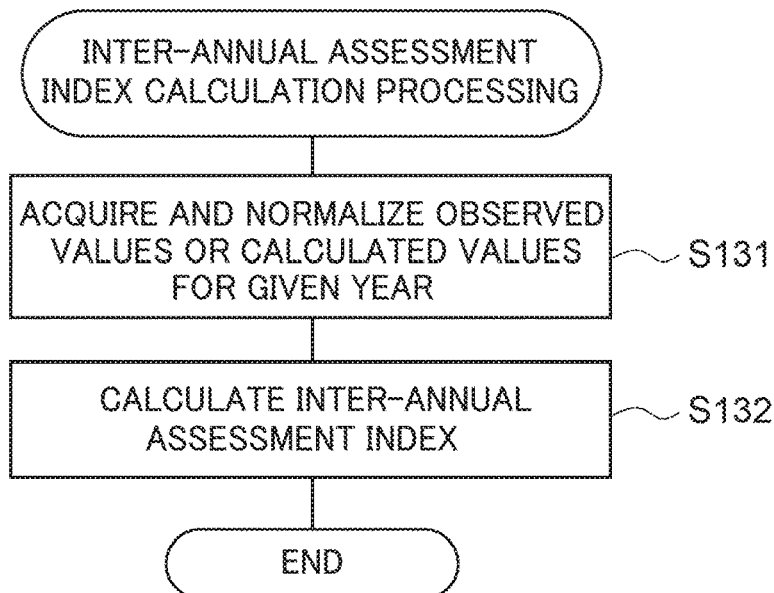 INTER-ANNUAL ASSESSMENT
INDEX CALCULATION PROCESSING
ACQUIRE AND NORMALIZE OBSERVED
VALUES OR CALCULATED VALUES
FOR GIVEN YEAR
S131
CALCULATE INTER-ANNUAL
ASSESSMENT INDEX
S132
END